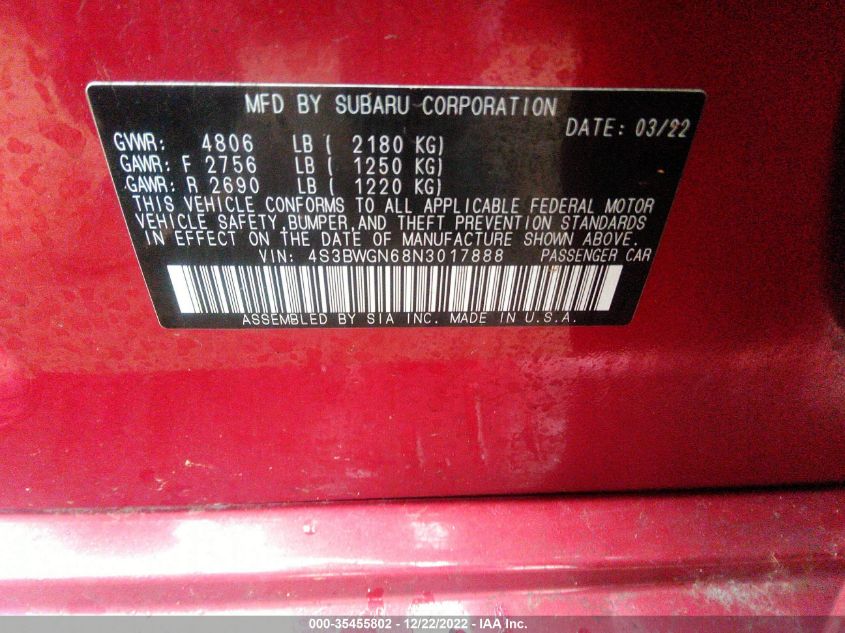 MFD BY SUBARU CORPORATION
DATE: 03/22
GVWR: 4806 LB ( 2180 KG)
GAWR: F 2756 LB ( 1250 KG)
GAWR: R 2690 LB ( 1220 KG)
THIS VEHICLE CONFORMS TO ALL APPLICABLE FEDERAL MOTOR
VEHICLE SAFETY, BUMPER, AND THEFT PREVENTION STANDARDS
IN EFFECT ON THE DATE OF MANUFACTURE SHOWN ABOVE.
VIN: 4S3BWGN68N3017888 PASSENGER CAR
ASSEMBLED BY SIA INC. MADE IN U.S.A.
000-35455802 - 12/22/2022 - IAA Inc.